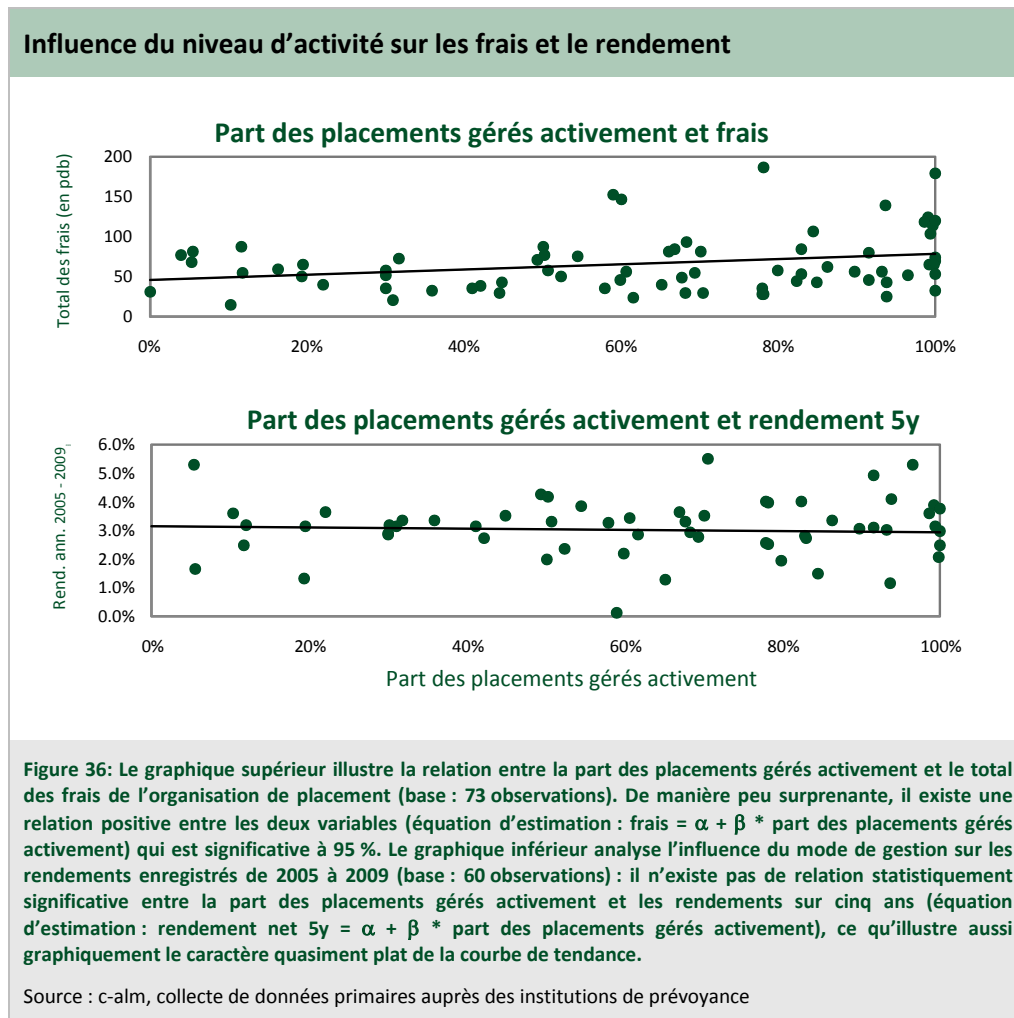 Influence du niveau d’activité sur les frais et le rendement
Part des placements gérés activement et frais
Total des frais (en pdb)
200
150
100
50
0
0%
20%
40%
60%
80%
100%
Part des placements gérés activement et rendement 5y
Rend. ann. 2005 - 2009
6.0%
5.0%
4.0%
3.0%
2.0%
1.0%
0.0%
0%
20%
40%
60%
80%
100%
Part des placements gérés activement
Figure 36: Le graphique supérieur illustre la relation entre la part des placements gérés activement et le total
des frais de l’organisation de placement (base : 73 observations). De manière peu surprenante, il existe une
relation positive entre les deux variables (équation d’estimation : frais = α + β * part des placements gérés
activement) qui est significative à 95 %. Le graphique inférieur analyse l’influence du mode de gestion sur les
rendements enregistrés de 2005 à 2009 (base : 60 observations) : il n’existe pas de relation statistiquement
significative entre la part des placements gérés activement et les rendements sur cinq ans (équation
d’estimation : rendement net 5y = α + β * part des placements gérés activement), ce qu’illustre aussi
graphiquement le caractère quasiment plat de la courbe de tendance.
Source : c-alm, collecte de données primaires auprès des institutions de prévoyance